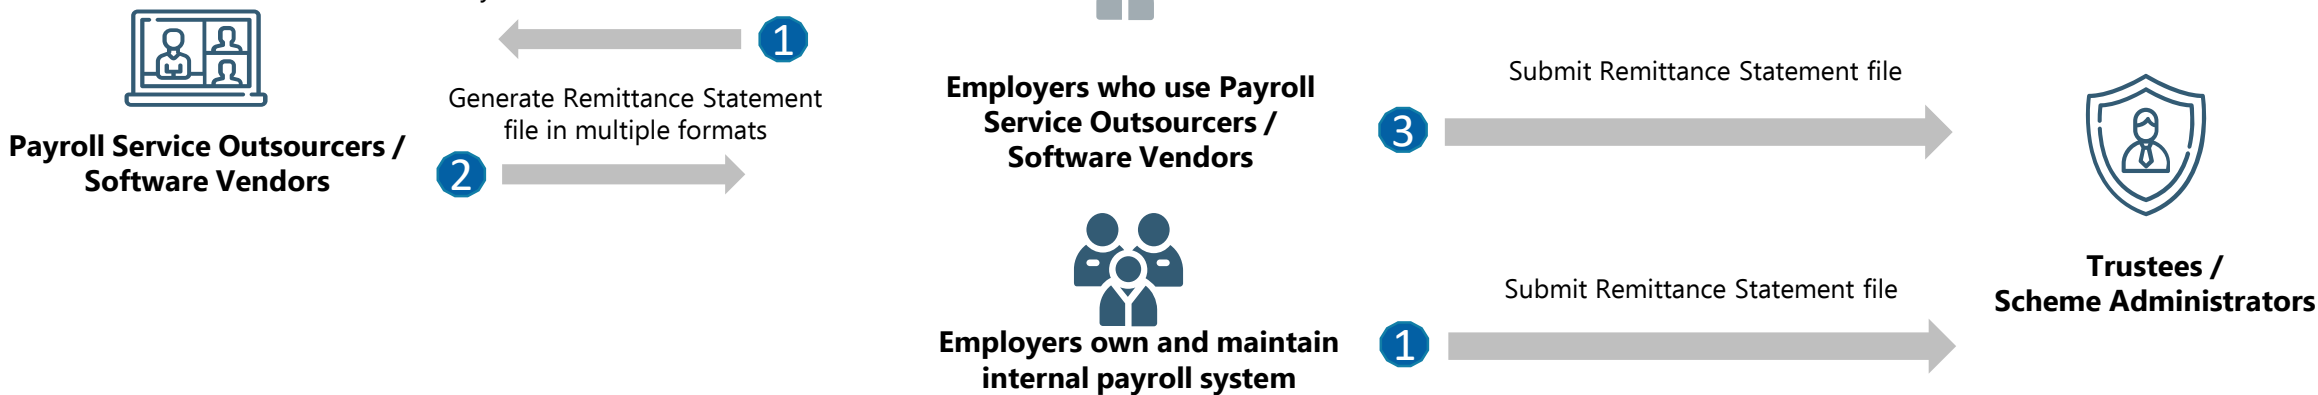 1
Generate Remittance Statement
file in multiple formats
Payroll Service Outsourcers /
Software Vendors
2
Employers who use Payroll
Service Outsourcers /
Software Vendors
Submit Remittance Statement file
3
Employers own and maintain
internal payroll system
Submit Remittance Statement file
1
Trustees /
Scheme Administrators